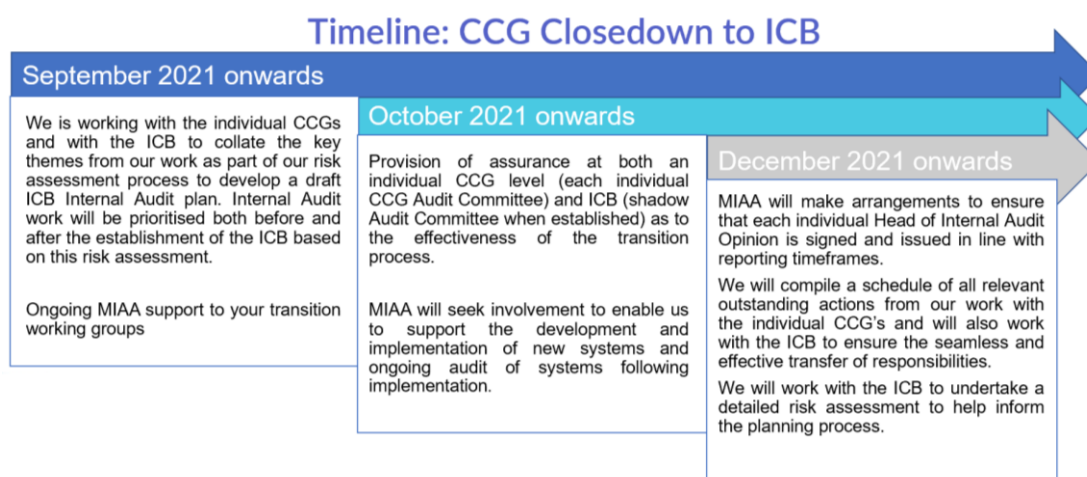 Timeline: CCG Closedown to ICB
September 2021 onwards
We is working with the individual CCGs
and with the ICB to collate the key
themes from our work as part of our risk
assessment process to develop a draft
ICB Internal Audit plan. Internal Audit
work will be prioritised both before and
after the establishment of the ICB based
on this risk assessment.
Ongoing MIAA support to your transition
working groups
October 2021 onwards
Provision of assurance at both an
individual CCG level (each individual
CCG Audit Committee) and ICB (shadow
Audit Committee when established) as to
the effectiveness of the transition
process.
MIAA will seek involvement to enable us
to support the development and
implementation of new systems and
ongoing audit of systems following
implementation.
December 2021 onwards
MIAA will make arrangements to ensure
that each individual Head of Internal Audit
Opinion is signed and issued in line with
reporting timeframes.
We will compile a schedule of all relevant
outstanding actions from our work with
the individual CCG's and will also work
with the ICB to ensure the seamless and
effective transfer of responsibilities.
We will work with the ICB to undertake a
detailed risk assessment to help inform
the planning process.